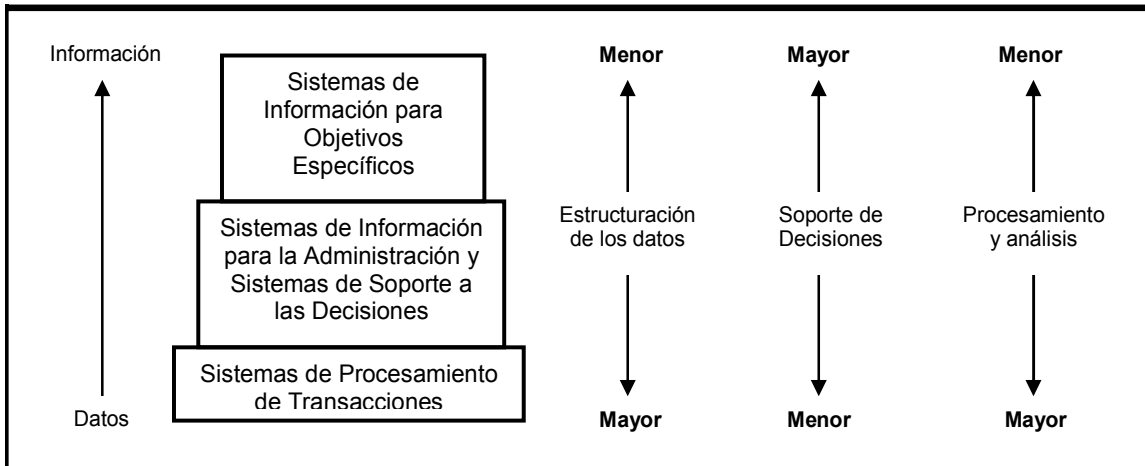 Información
Datos
Sistemas de
Información para
Objetivos
Específicos
Sistemas de Información
para la Administración y
Sistemas de Soporte a
las Decisiones
Sistemas de Procesamiento
de Transacciones
Menor
Estructuración
de los datos
Mayor
Mayor
Soporte de
Decisiones
Menor
Menor
Procesamiento
y análisis
Mayor